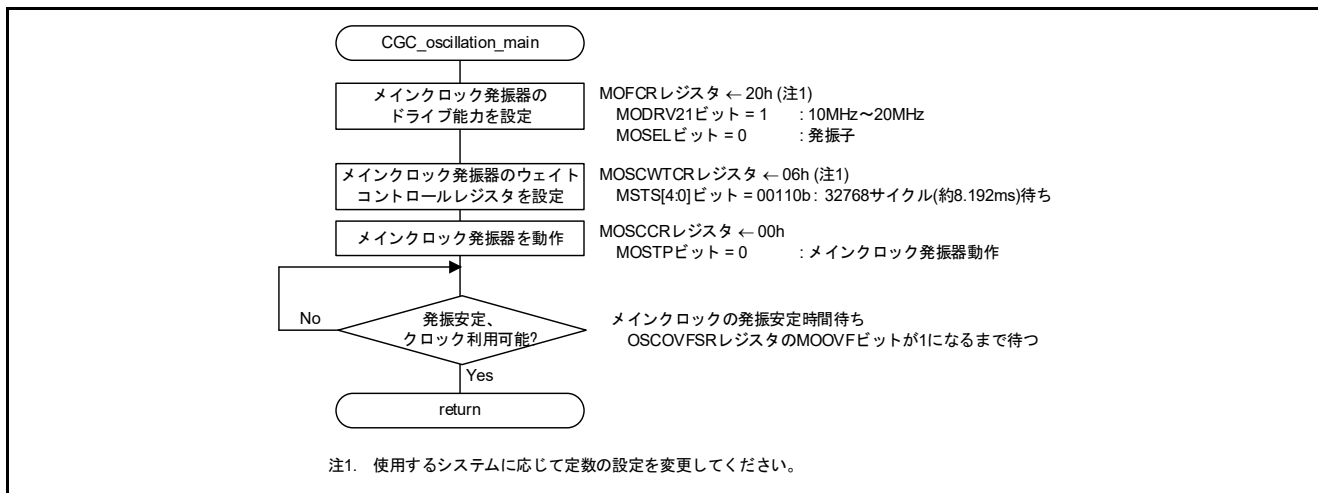 CGC_oscillation_main
メインクロック発振器の
ドライブ能力を設定
MOFCRレジスタ ← 20h (注1)
MODRV21ビット = 1 : 10MHz～20MHz
MOSELビット = 0 : 発振子
メインクロック発振器のウェイト
コントロールレジスタを設定
MOSCWTCRレジスタ ← 06h (注1)
MSTS[4:0]ビット = 00110b : 32768サイクル(約8.192ms)待ち
メインクロック発振器を動作
MOSCCRレジスタ ← 00h
MOSTPビット = 0 : メインクロック発振器動作
No
発振安定、
クロック利用可能?
メインクロックの発振安定時間待ち
OSCOVFSRレジスタのMOOVFビットが1になるまで待つ
Yes
return
注1. 使用するシステムに応じて定数の設定を変更してください。